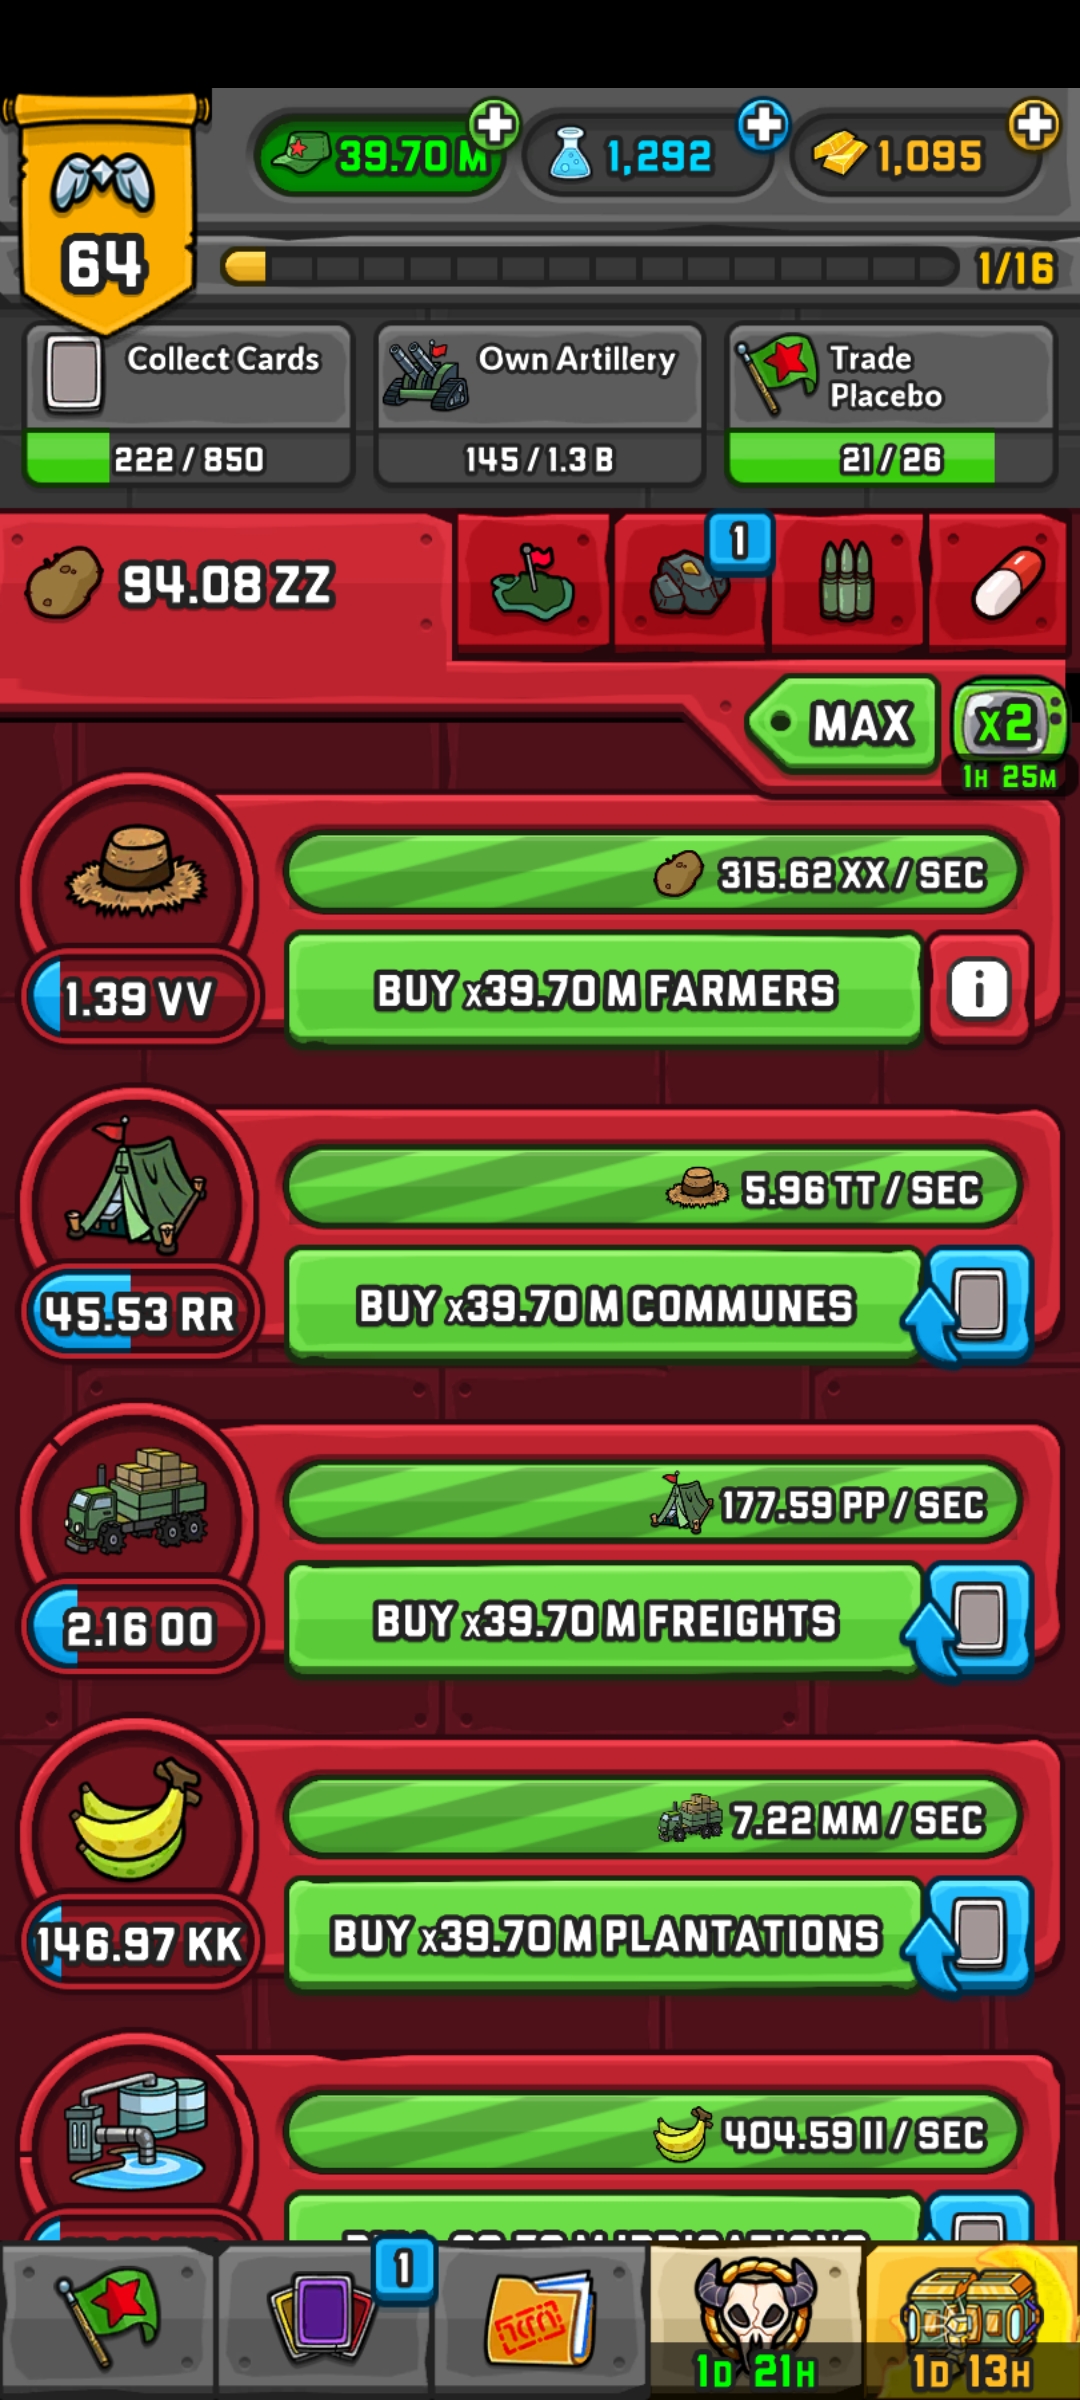 39.70 M
1,292
1,095
64
1/16
Collect Cards
222 / 850
Own Artillery
145 / 1.3 B
Trade
Placebo
21 / 26
94.08 ZZ
1
MAX
x2
1H 25M
315.62 XX / SEC
1.39 VV
BUY x39.70 M FARMERS
i
5.96 TT / SEC
45.53 RR
BUY x39.70 M COMMUNES
177.59 PP / SEC
2.16 OO
BUY x39.70 M FREIGHTS
7.22 MM / SEC
146.97 KK
BUY x39.70 M PLANTATIONS
404.59 II / SEC
1
1D 21H
1D 13H